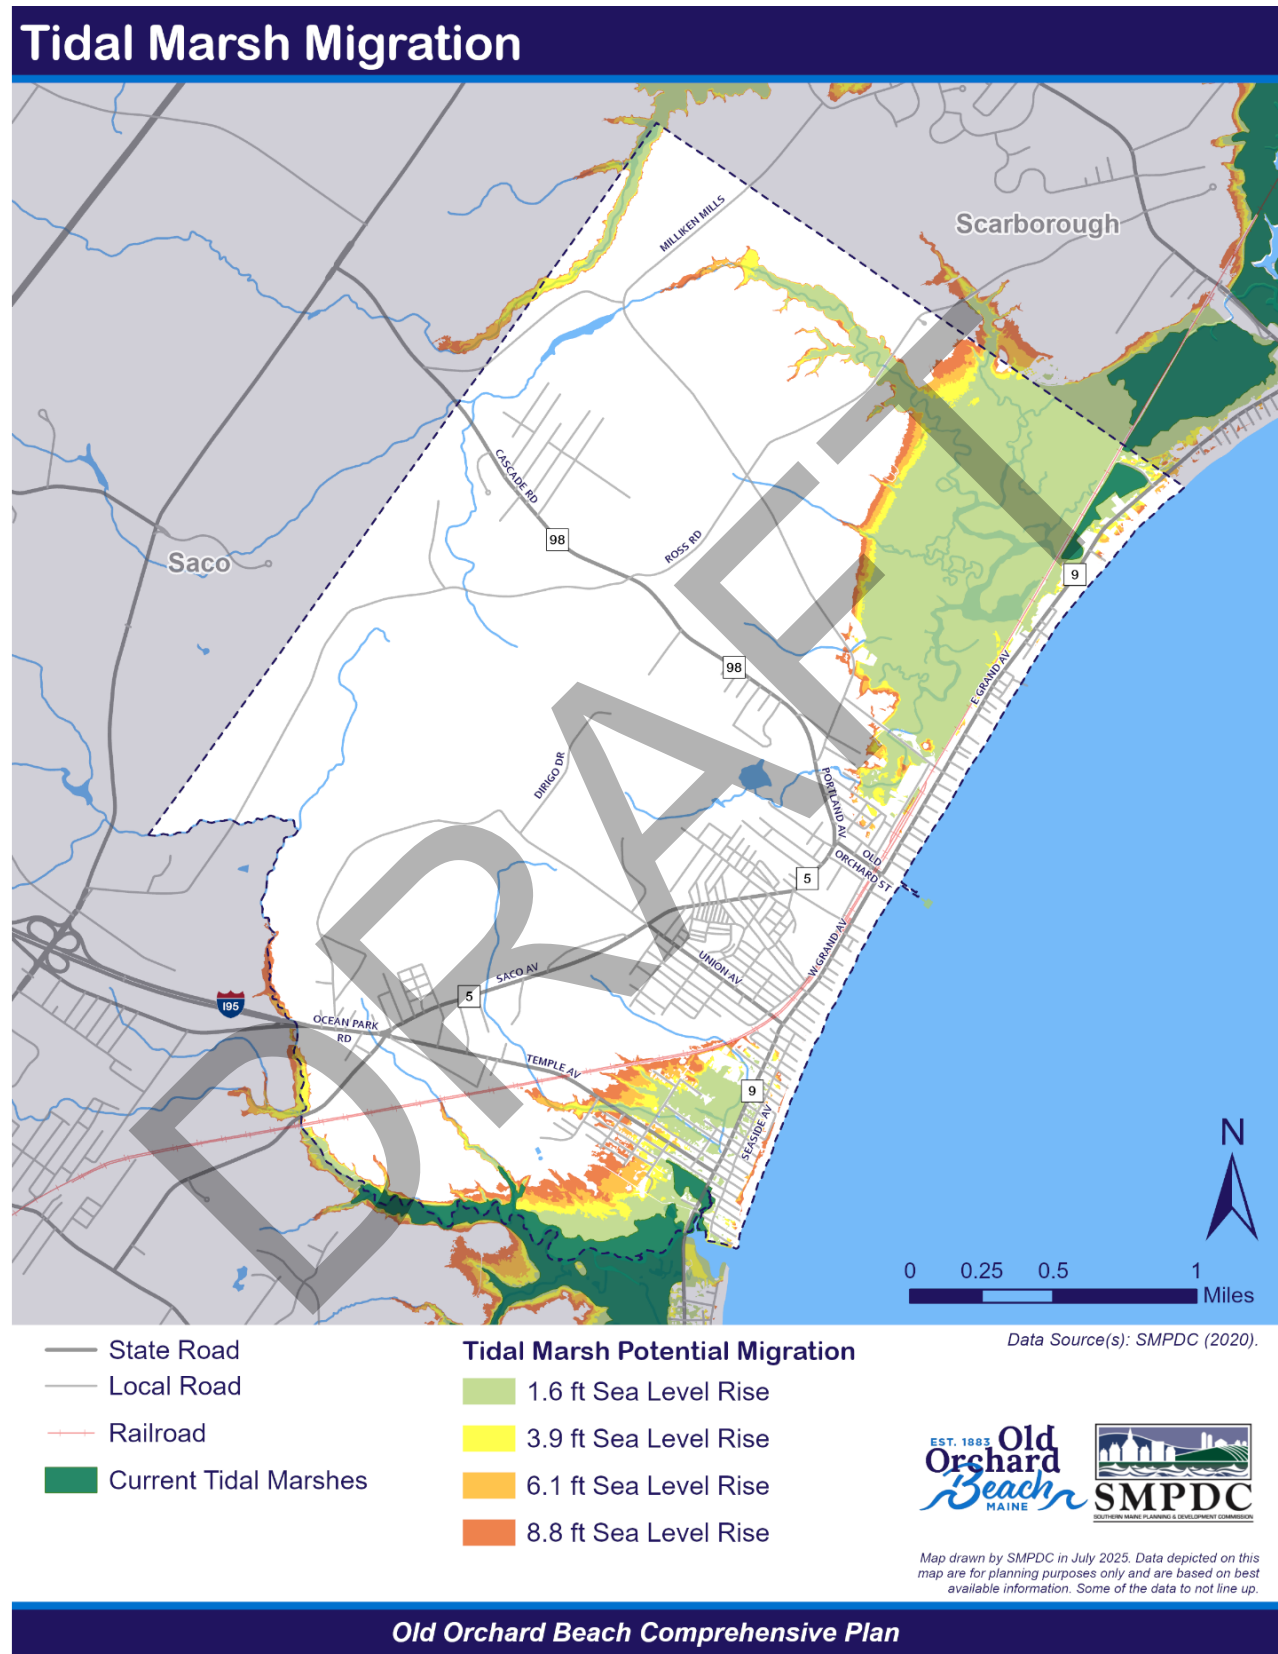 Tidal Marsh Migration
Scarborough
MILLIKEN MILLS
CASCADE RD
98
ROSS RD
Saco
9
98
E GRAND AV
DIRIGO DR
PORTLAND AV
OLD
ORCHARD ST
5
W GRAND AV
UNION AV
SACO AV
5
I95
OCEAN PARK
RD
TEMPLE AV
9
SEASIDE AV
DRAFT
N
0 0.25 0.5 1
Miles
State Road
Local Road
Railroad
Current Tidal Marshes
Tidal Marsh Potential Migration
1.6 ft Sea Level Rise
3.9 ft Sea Level Rise
6.1 ft Sea Level Rise
8.8 ft Sea Level Rise
Data Source(s): SMPDC (2020).
EST. 1883 Old
Orchard
Beach
MAINE
SMPDC
SOUTHERN MAINE PLANNING & DEVELOPMENT COMMISSION
Map drawn by SMPDC in July 2025. Data depicted on this
map are for planning purposes only and are based on best
available information. Some of the data to not line up.
Old Orchard Beach Comprehensive Plan